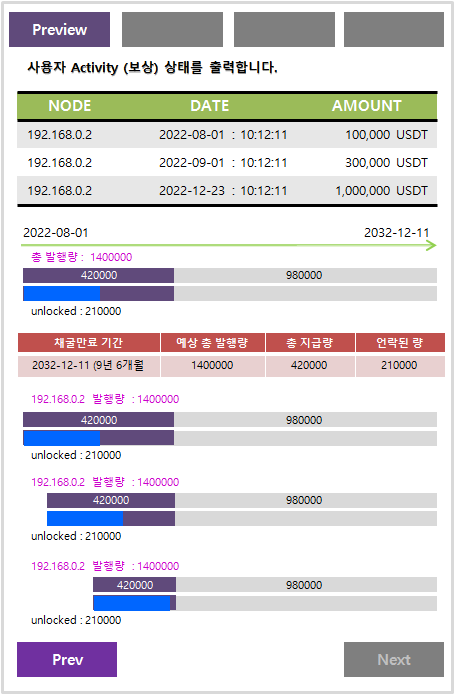 Preview
사용자 Activity (보상) 상태를 출력합니다.
NODE DATE AMOUNT
192.168.0.2 2022-08-01 : 10:12:11 100,000 USDT
192.168.0.2 2022-09-01 : 10:12:11 300,000 USDT
192.168.0.2 2022-12-23 : 10:12:11 1,000,000 USDT
2022-08-01 2032-12-11
총 발행량 : 1400000
420000 980000
unlocked : 210000
채굴만료 기간 예상 총 발행량 총 지급량 언락된 량
2032-12-11 (9년 6개월 1400000 420000 210000
192.168.0.2 발행량 : 1400000
420000 980000
unlocked : 210000
192.168.0.2 발행량 : 1400000
420000 980000
unlocked : 210000
192.168.0.2 발행량 : 1400000
420000 980000
unlocked : 210000
Prev Next